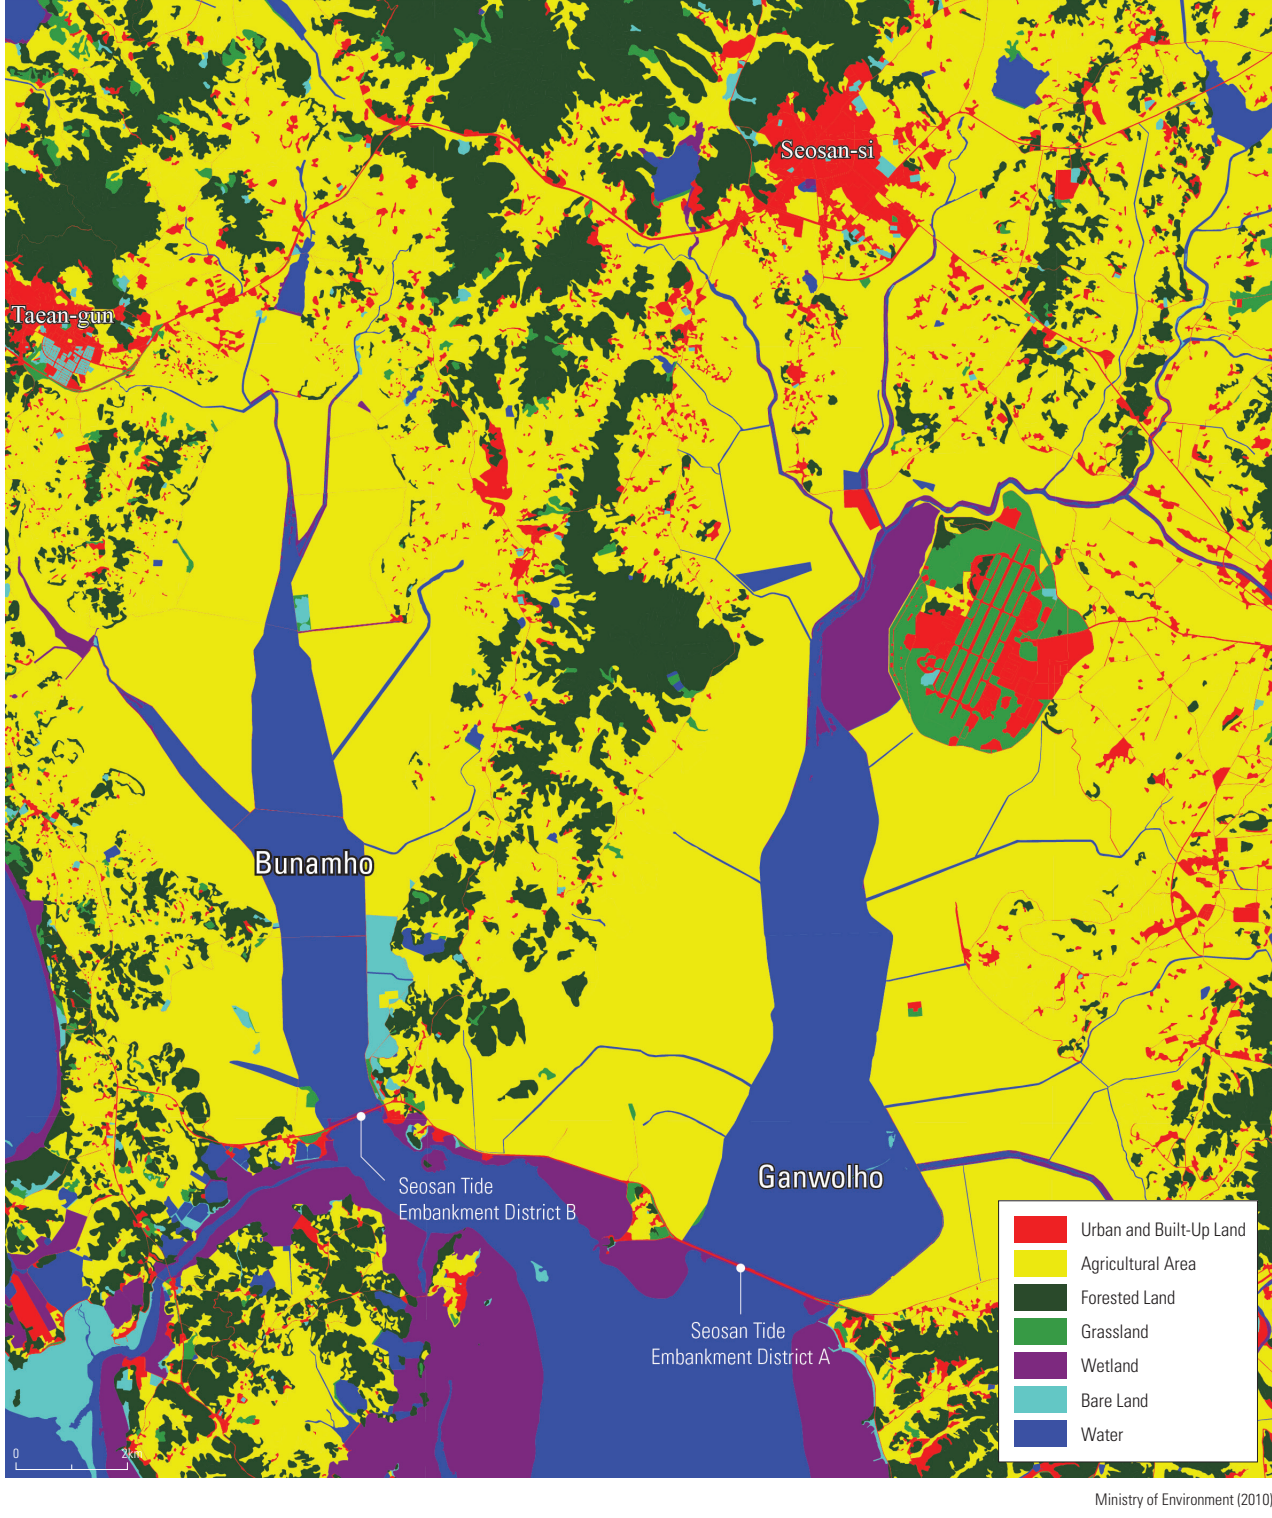 Seosan-si
Taean-gun
Bunamho
Seosan Tide
Embankment District B
Ganwolho
Seosan Tide
Embankment District A
Urban and Built-Up Land
Agricultural Area
Forested Land
Grassland
Wetland
Bare Land
Water
0 2km
Ministry of Environment (2010)